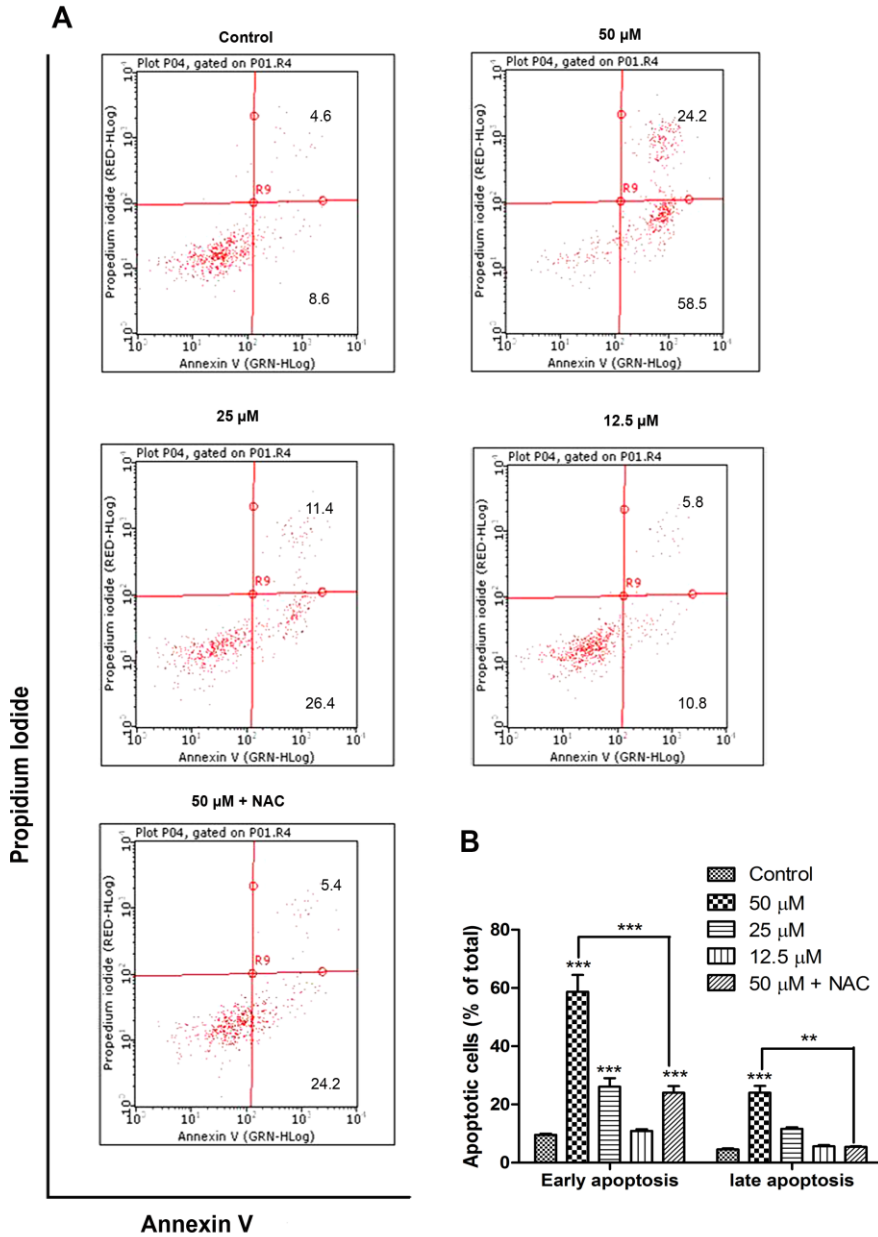 A
Control
Plot P04, gated on P01.R4
4.6
R9
8.6
Propedium iodide (RED-HLog)
Annexin V (GRN-HLog)
50 µM
Plot P04, gated on P01.R4
24.2
R9
58.5
Propedium iodide (RED-HLog)
Annexin V (GRN-HLog)
25 µM
Plot P04, gated on P01.R4
11.4
R9
26.4
Propedium iodide (RED-HLog)
Annexin V (GRN-HLog)
12.5 µM
Plot P04, gated on P01.R4
5.8
R9
10.8
Propedium iodide (RED-HLog)
Annexin V (GRN-HLog)
50 µM + NAC
Plot P04, gated on P01.R4
5.4
R9
24.2
Propedium iodide (RED-HLog)
Annexin V (GRN-HLog)
Propidium Iodide
Annexin V
B
Control
50 µM
25 µM
12.5 µM
50 µM + NAC
Apoptotic cells (% of total)
80
60
40
20
0
***
***
***
***
***
**
Early apoptosis
late apoptosis